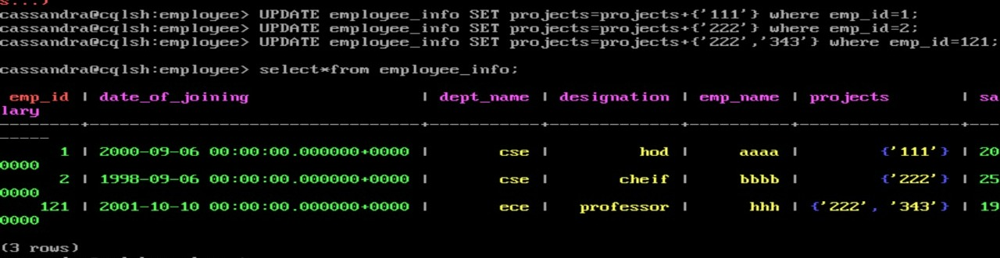 s...)
cassandra@cqlsh:employee> UPDATE employee_info SET projects=projects+{'111'} where emp_id=1;
cassandra@cqlsh:employee> UPDATE employee_info SET projects=projects+{'222'} where emp_id=2;
cassandra@cqlsh:employee> UPDATE employee_info SET projects=projects+{'222','343'} where emp_id=121;
cassandra@cqlsh:employee> select*from employee_info;
emp_id | date_of_joining | dept_name | designation | emp_name | projects | sa
lary
1 | 2000-09-06 00:00:00.000000+0000 | cse | hod | aaaa | {'111'} | 20
0000
2 | 1998-09-06 00:00:00.000000+0000 | cse | cheif | bbbb | {'222'} | 25
0000
121 | 2001-10-10 00:00:00.000000+0000 | ece | professor | hhh | {'222', '343'} | 19
0000
(3 rows)